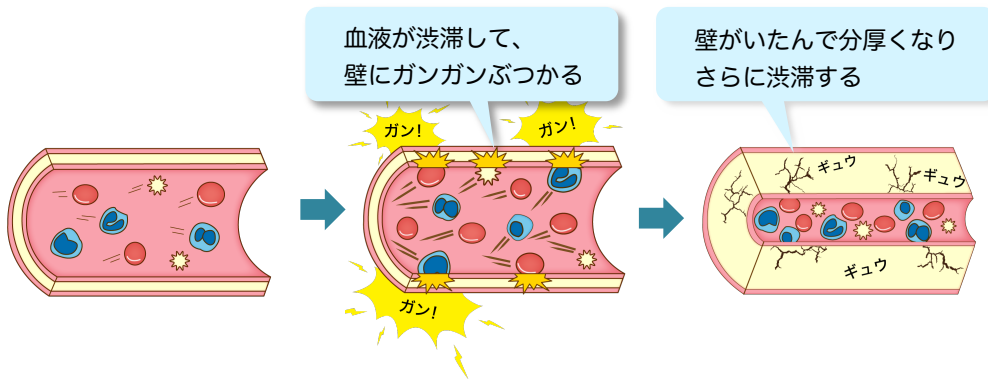 血液が渋滞して、
壁にガンガンぶつかる
壁がいたんで分厚くなり
さらに渋滞する
ガン!
ガン!
ガン!
ギュウ
ギュウ
ギュウ